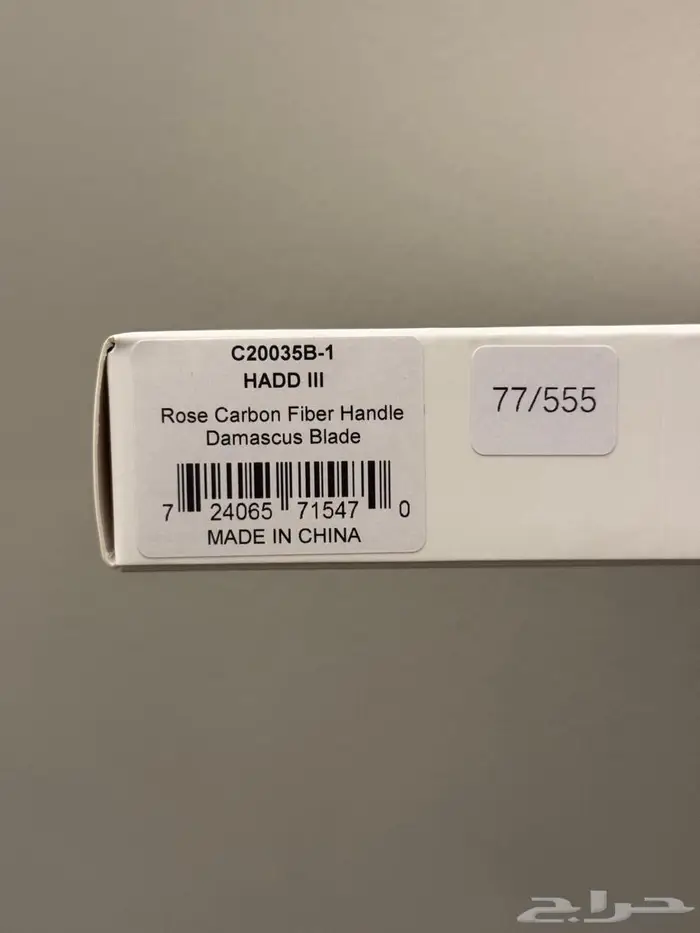 C20035B-1
HADD III
Rose Carbon Fiber Handle
Damascus Blade
7 24065 71547 0
MADE IN CHINA
77/555
حراج